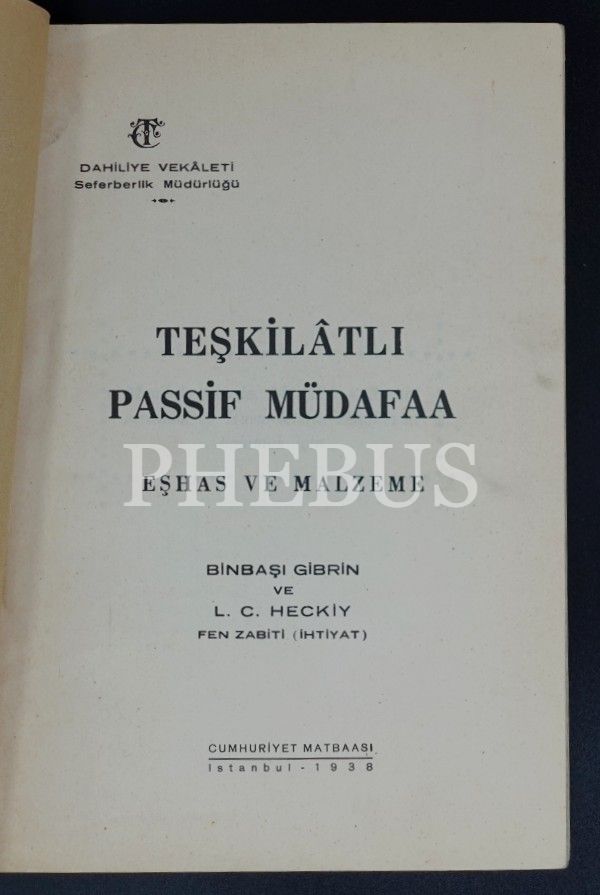 TC
DAHİLİYE VEKÂLETİ
Seferberlik Müdürlüğü
TEŞKİLÂTLI
PASSİF MÜDAFAA
PHEBUS
EŞHAS VE MALZEME
BİNBAŞI GİBRİN
VE
L. C. HECKİY
FEN ZABİTİ (İHTİYAT)
CUMHURİYET MATBAASI
İstanbul - 1938